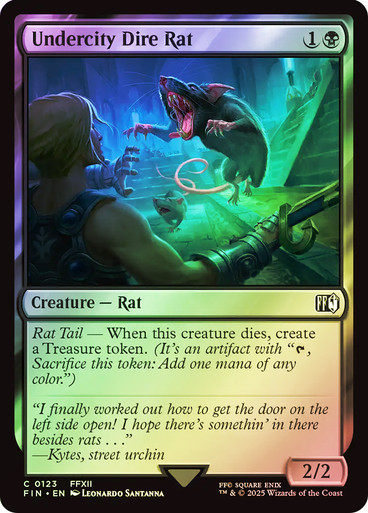 Undercity Dire Rat 1
Creature — Rat
Rat Tail — When this creature dies, create
a Treasure token. (It's an artifact with “,
Sacrifice this token: Add one mana of any
color.”)
“I finally worked out how to get the door on the
left side open! I hope there's somethin' in there
besides rats . . .”
—Kytes, street urchin
2/2
C 0123 FFXII
FIN • EN Leonardo Santanna
FF© SQUARE ENIX
™ & © 2025 Wizards of the Coast